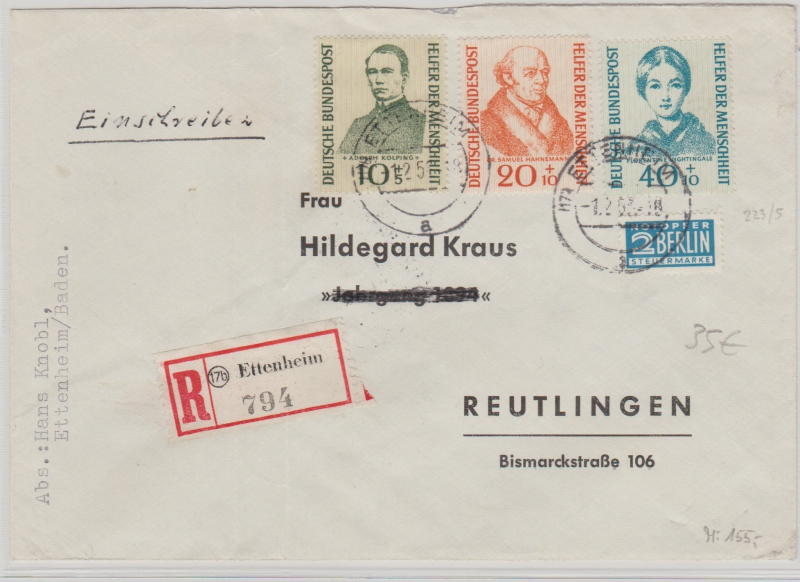 Einschreiben
DEUTSCHE BUNDESPOST
HELFER DER MENSCHHEIT
+ ADOLPH KOLPING +
10 + 5
DEUTSCHE BUNDESPOST
HELFER DER MENSCHHEIT
DR. SAMUEL HAHNEMANN
20 + 10
DEUTSCHE BUNDESPOST
HELFER DER MENSCHHEIT
FLORENCE NIGHTINGALE
40 + 10
ETTENHEIM
a
NOTOPFER
2 BERLIN
STEUERMARKE
223/5
Frau
Hildegard Kraus
»Jahrgang 1894«
35€
R
17b
Ettenheim
794
REUTLINGEN
Bismarckstraße 106
Abs.:Hans Knobl,
Ettenheim/Baden.
M: 155,-